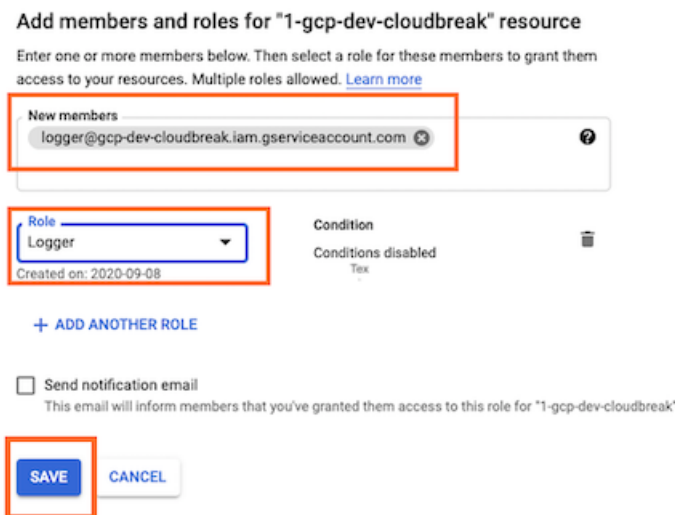 Add members and roles for "1-gcp-dev-cloudbreak" resource
Enter one or more members below. Then select a role for these members to grant them
access to your resources. Multiple roles allowed. Learn more
New members
logger@gcp-dev-cloudbreak.iam.gserviceaccount.com
Role
Logger
Created on: 2020-09-08
Condition
Conditions disabled
Tex
+ ADD ANOTHER ROLE
Send notification email
This email will inform members that you've granted them access to this role for "1-gcp-dev-cloudbreak"
SAVE CANCEL